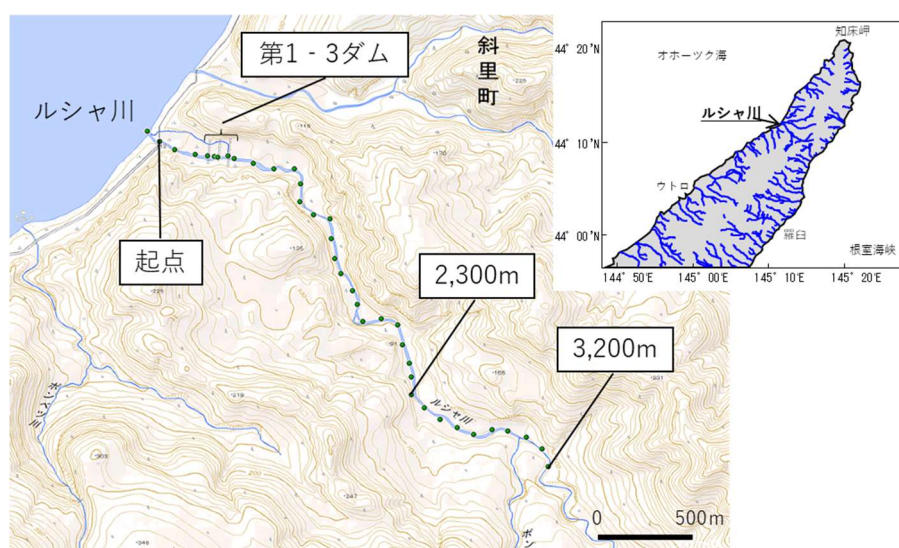 第1 - 3ダム
斜里町
ルシャ川
起点
2,300m
3,200m
ルシャ川
0 500m
知床岬
オホーツク海
ルシャ川
ウトロ
羅臼
根室海峡
44ﾟ 20'N
44ﾟ 10'N
44ﾟ 00'N
144ﾟ 50'E 145ﾟ 00'E 145ﾟ 10'E 145ﾟ 20'E